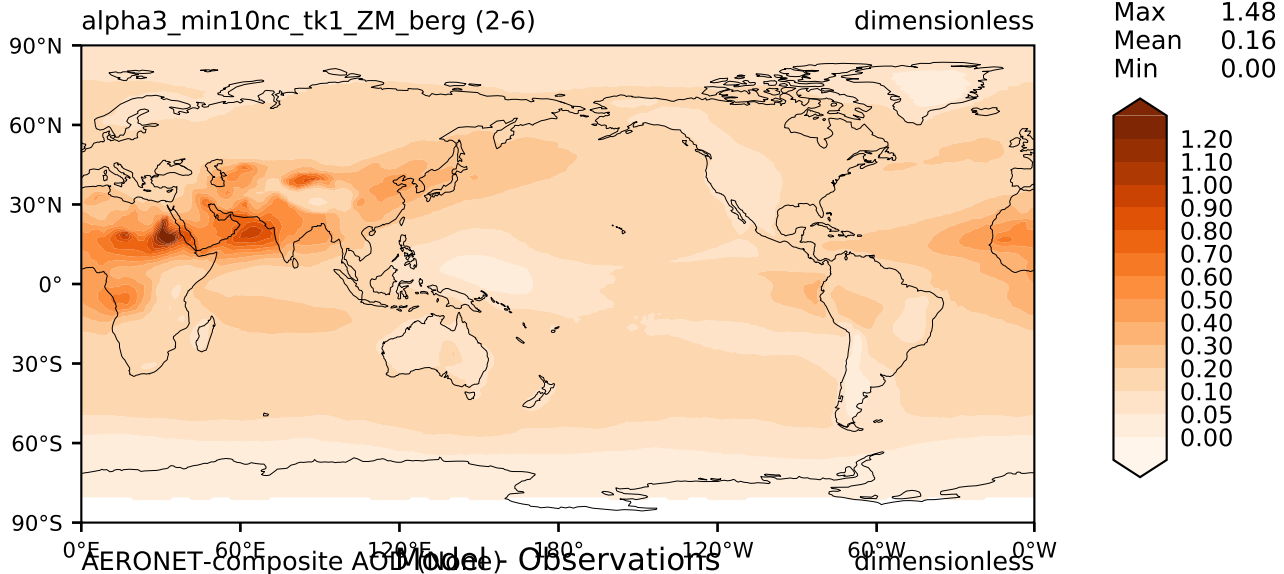 alpha3_min10nc_tk1_ZM_berg (2-6) dimensionless
Max 1.48
Mean 0.16
Min 0.00
90°N
60°N
30°N
0°
30°S
60°S
90°S
0°E 60°E 120°E 180° 120°W 60°W 0°W
1.20
1.10
1.00
0.90
0.80
0.70
0.60
0.50
0.40
0.30
0.20
0.10
0.05
0.00
AERONET-composite AOD (None) dimensionless
Model - Observations